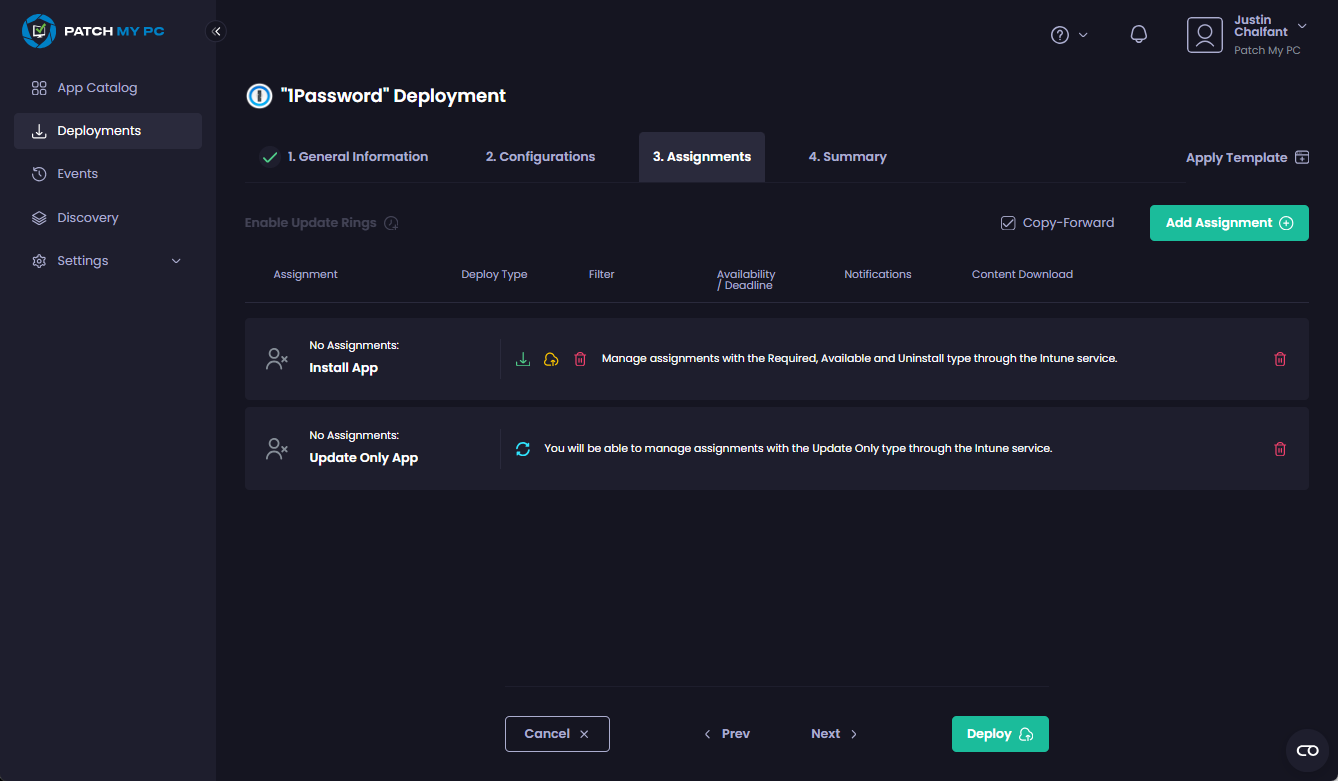 PATCH MY PC
Justin
Chalfant
Patch My PC
App Catalog
Deployments
Events
Discovery
Settings
"1Password" Deployment
1. General Information
2. Configurations
3. Assignments
4. Summary
Apply Template
Enable Update Rings
Copy-Forward
Add Assignment
Assignment
Deploy Type
Filter
Availability
/ Deadline
Notifications
Content Download
No Assignments:
Install App
Manage assignments with the Required, Available and Uninstall type through the Intune service.
No Assignments:
Update Only App
You will be able to manage assignments with the Update Only type through the Intune service.
Cancel
Prev
Next
Deploy